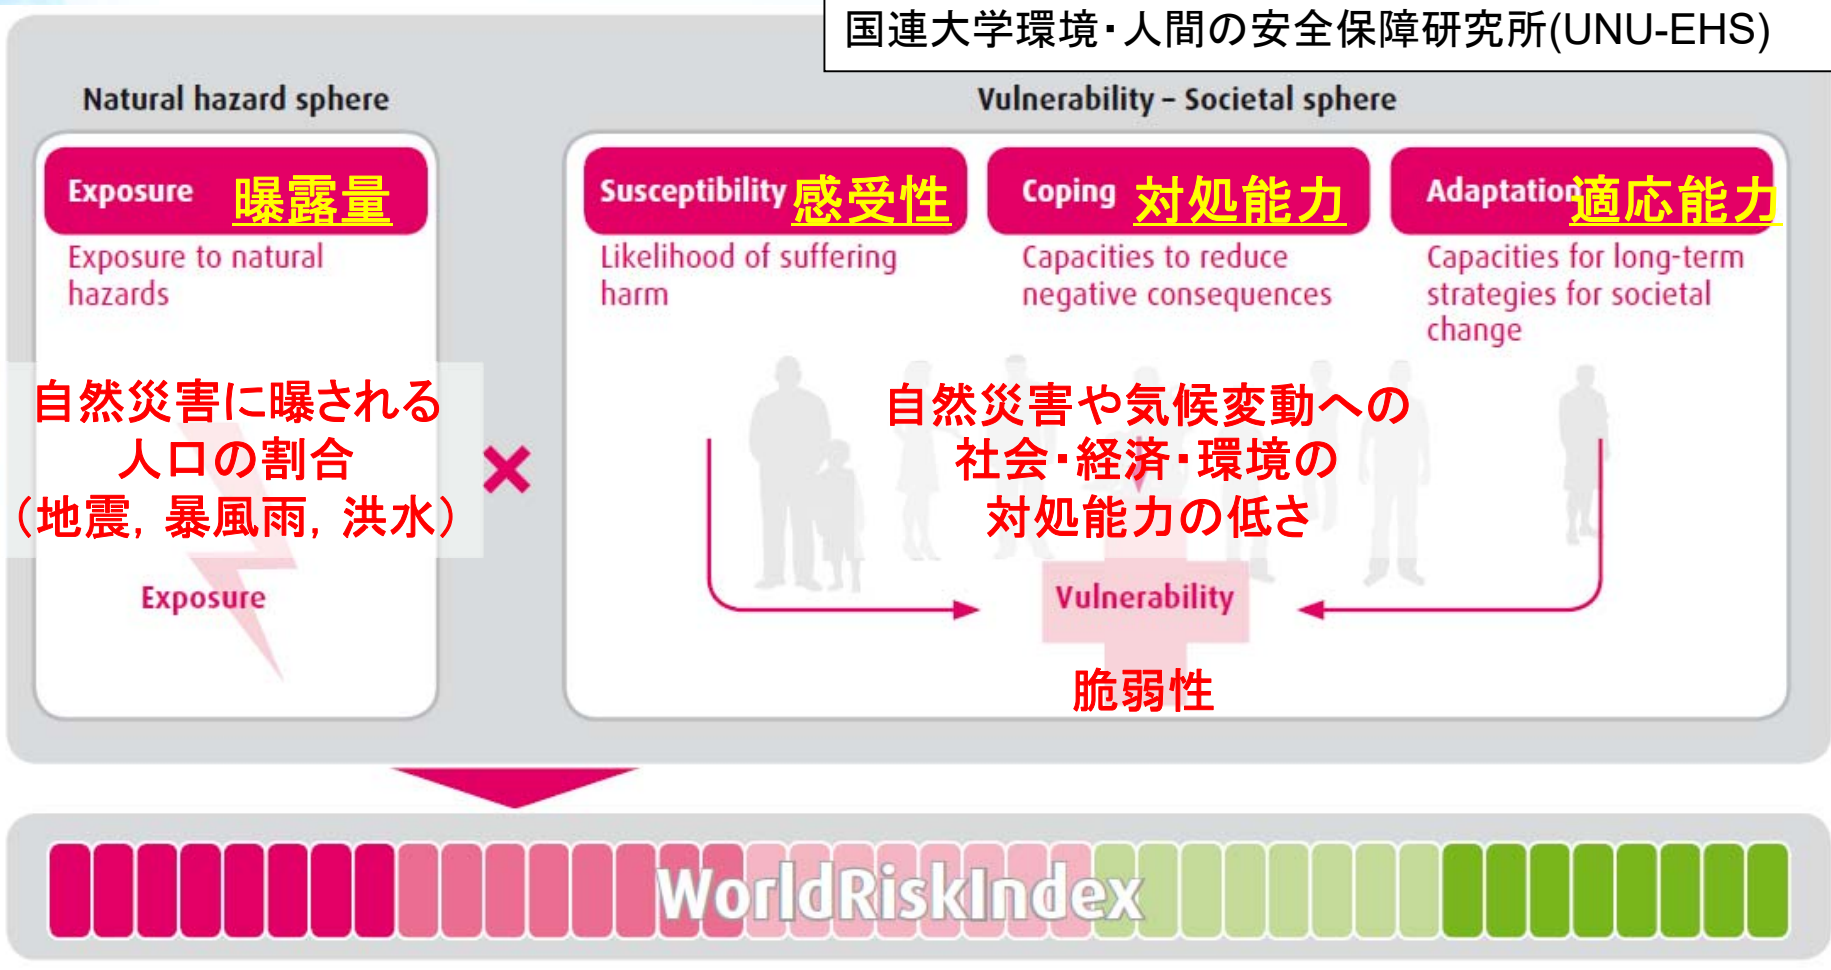 国連大学環境・人間の安全保障研究所(UNU-EHS)
Natural hazard sphere
Vulnerability – Societal sphere
Exposure 曝露量
Exposure to natural
hazards
自然災害に曝される
人口の割合
（地震, 暴風雨, 洪水）
Exposure
×
Susceptibility 感受性
Likelihood of suffering
harm
Coping 対処能力
Capacities to reduce
negative consequences
Adaptation 適応能力
Capacities for long-term
strategies for societal
change
自然災害や気候変動への
社会・経済・環境の
対処能力の低さ
Vulnerability
脆弱性
WorldRiskIndex